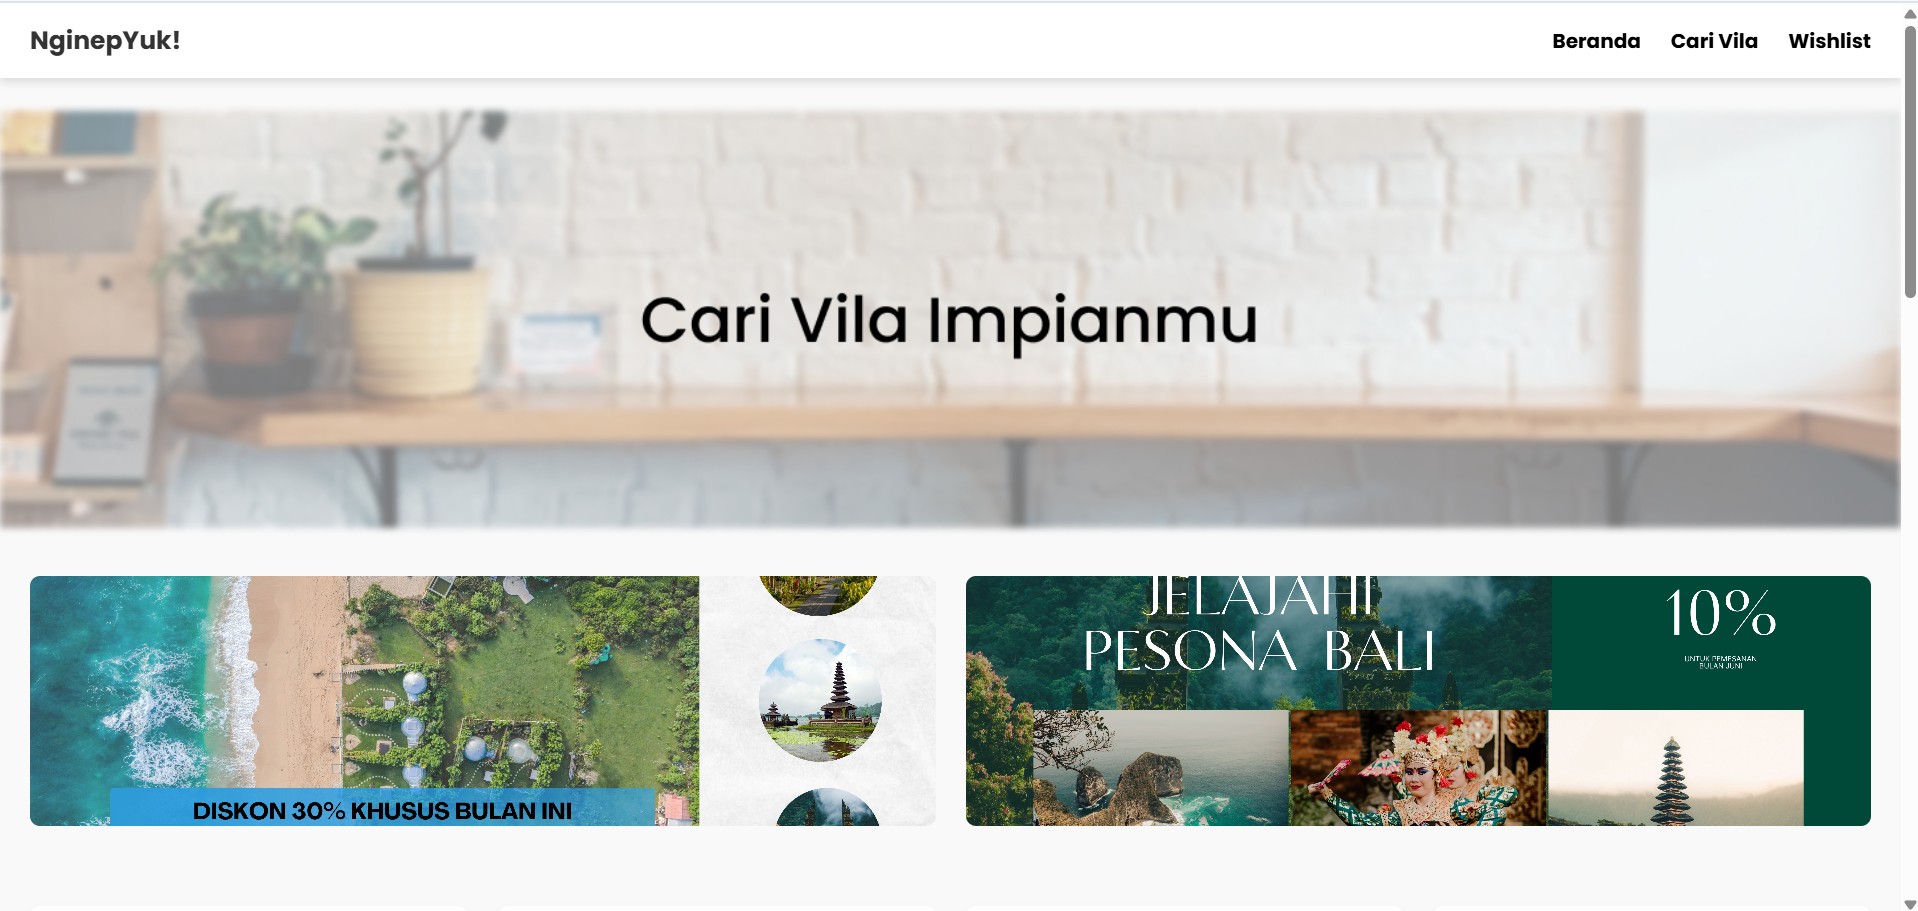 NginepYuk!
Beranda
Cari Vila
Wishlist
Cari Vila Impianmu
DISKON 30% KHUSUS BULAN INI
JELAJAHI
PESONA BALI
10%
UNTUK PEMESANAN
BULAN JUNI